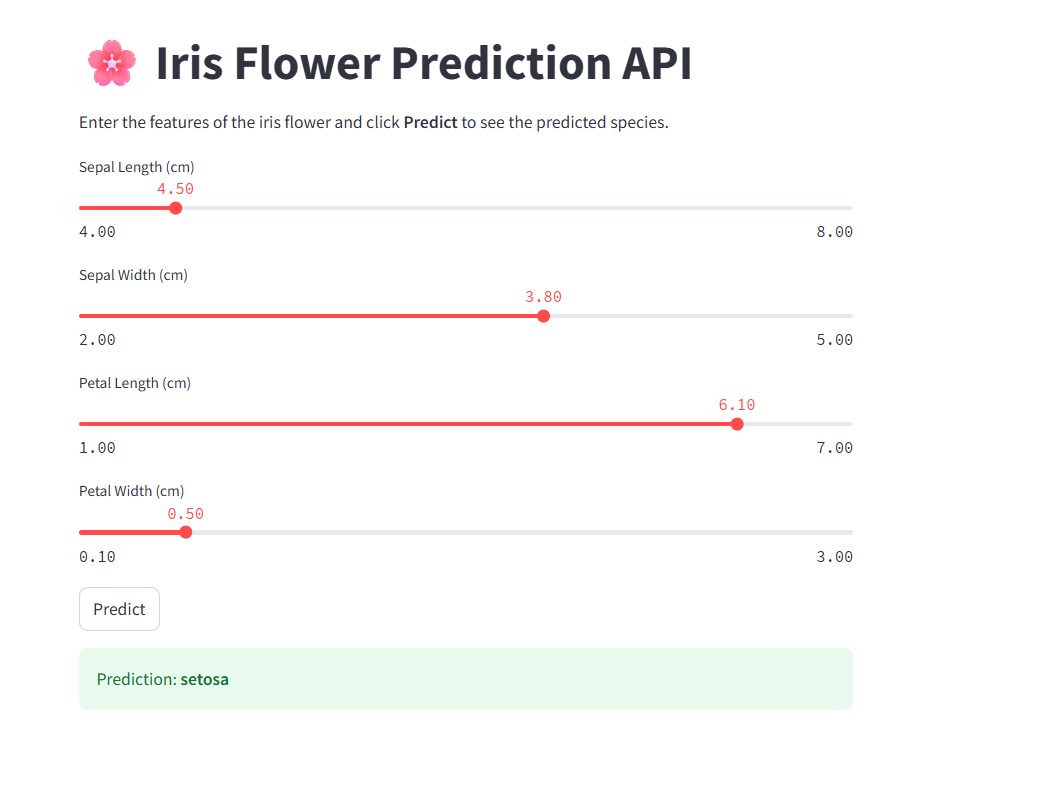 🌸 Iris Flower Prediction API
Enter the features of the iris flower and click Predict to see the predicted species.
Sepal Length (cm)
4.50
4.00 8.00
Sepal Width (cm)
3.80
2.00 5.00
Petal Length (cm)
6.10
1.00 7.00
Petal Width (cm)
0.50
0.10 3.00
Predict
Prediction: setosa